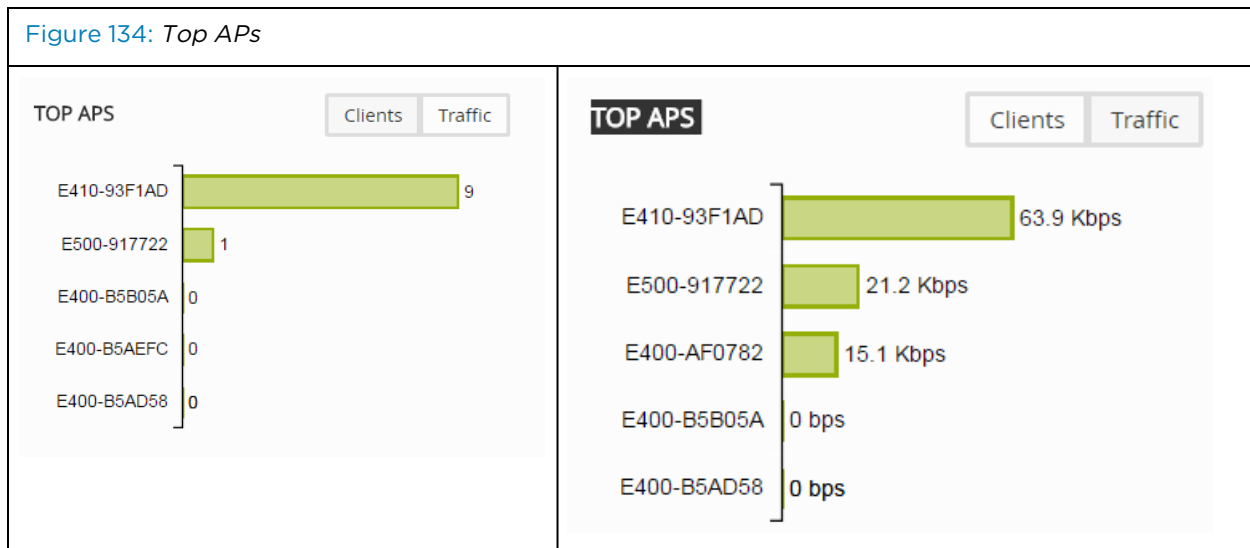 Figure 134: Top APs
TOP APS
Clients Traffic
E410-93F1AD 9
E500-917722 1
E400-B5B05A 0
E400-B5AEFC 0
E400-B5AD58 0
TOP APS
Clients Traffic
E410-93F1AD 63.9 Kbps
E500-917722 21.2 Kbps
E400-AF0782 15.1 Kbps
E400-B5B05A 0 bps
E400-B5AD58 0 bps